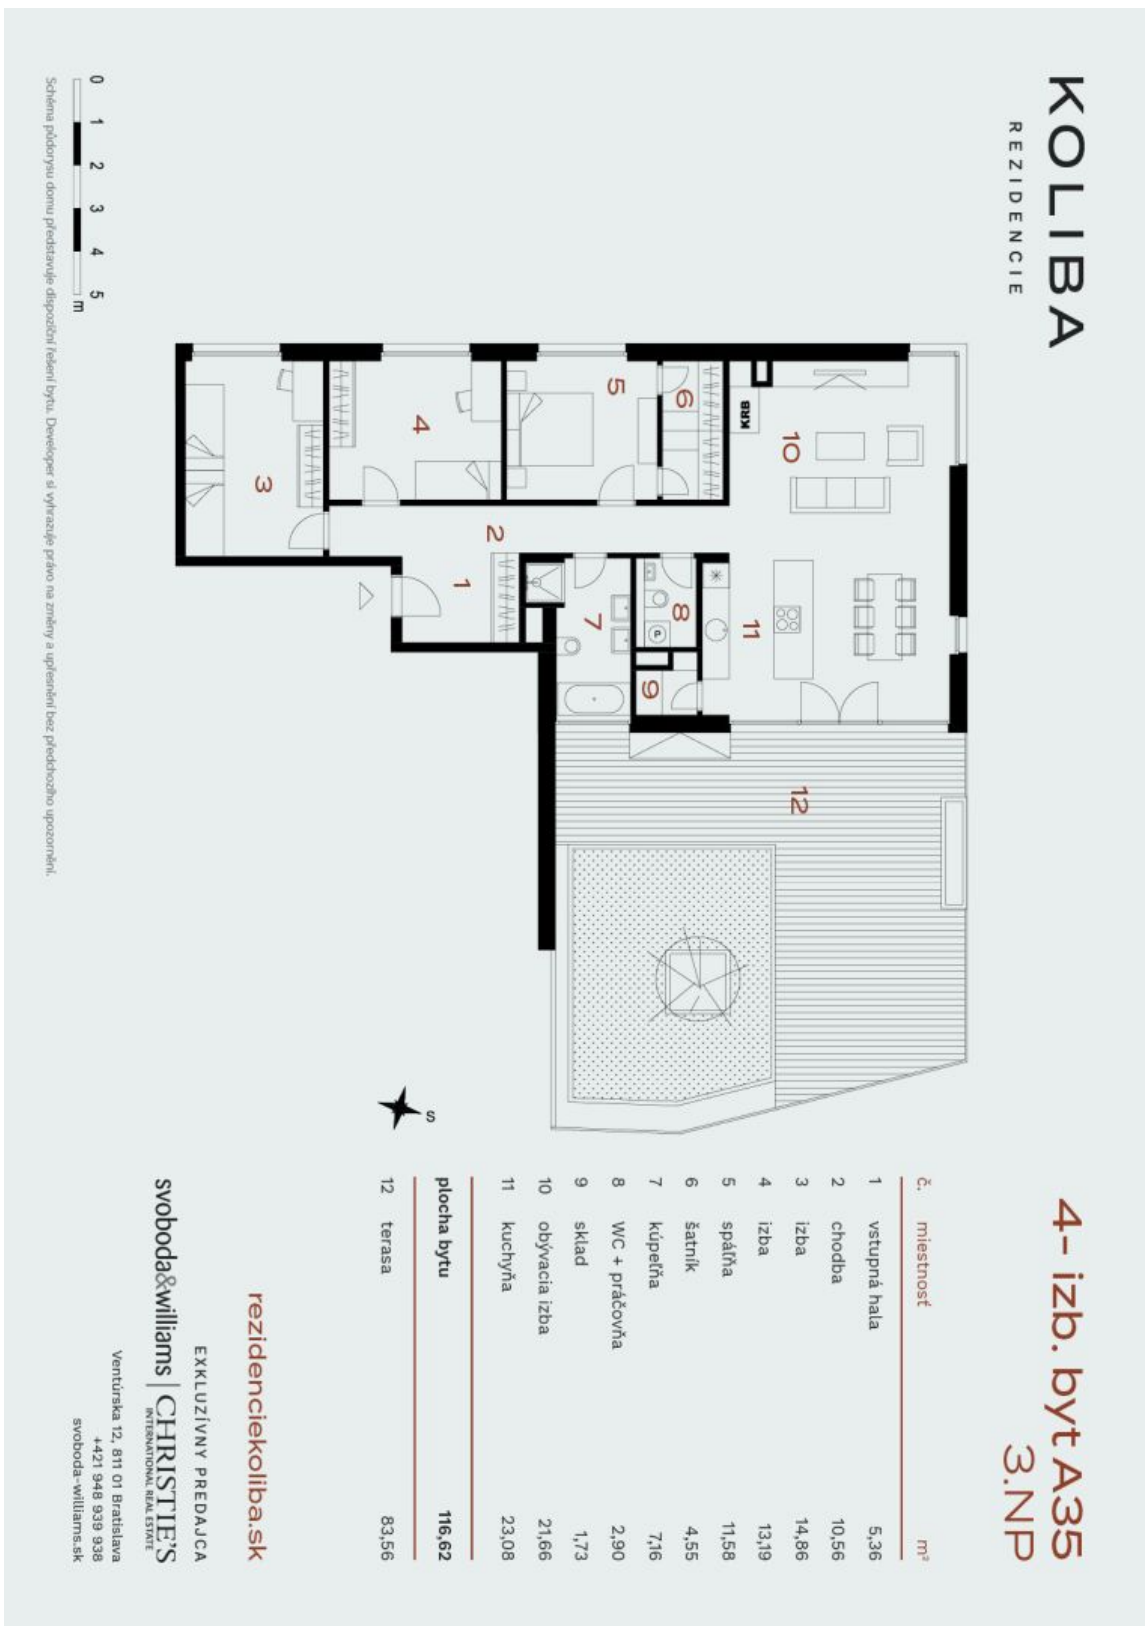 KOLIBA
REZIDENCIE
4- izb. byt A35
3.NP
č. miestnosť m²
1 vstupná hala 5,36
2 chodba 10,56
3 izba 14,86
4 izba 13,19
5 spáľňa 11,58
6 šatník 4,55
7 kúpeľňa 7,16
8 WC + práčovňa 2,90
9 sklad 1,73
10 obývacia izba 21,66
11 kuchyňa 23,08
plocha bytu 116,62
12 terasa 83,56
10
KRB
6
5
4
3
2
1
7
8
9
11
12
S
rezidenciekoliba.sk
EXKLUZÍVNY PREDAJCA
svoboda&williams | CHRISTIE'S
INTERNATIONAL REAL ESTATE
Ventúrska 12, 811 01 Bratislava
+421 948 939 938
svoboda-williams.sk
0 1 2 3 4 5
m
Schéma půdorysu domu představuje dispoziční řešení bytu. Developer si vyhrazuje právo na změny a upřesnění bez předchozího upozornění.